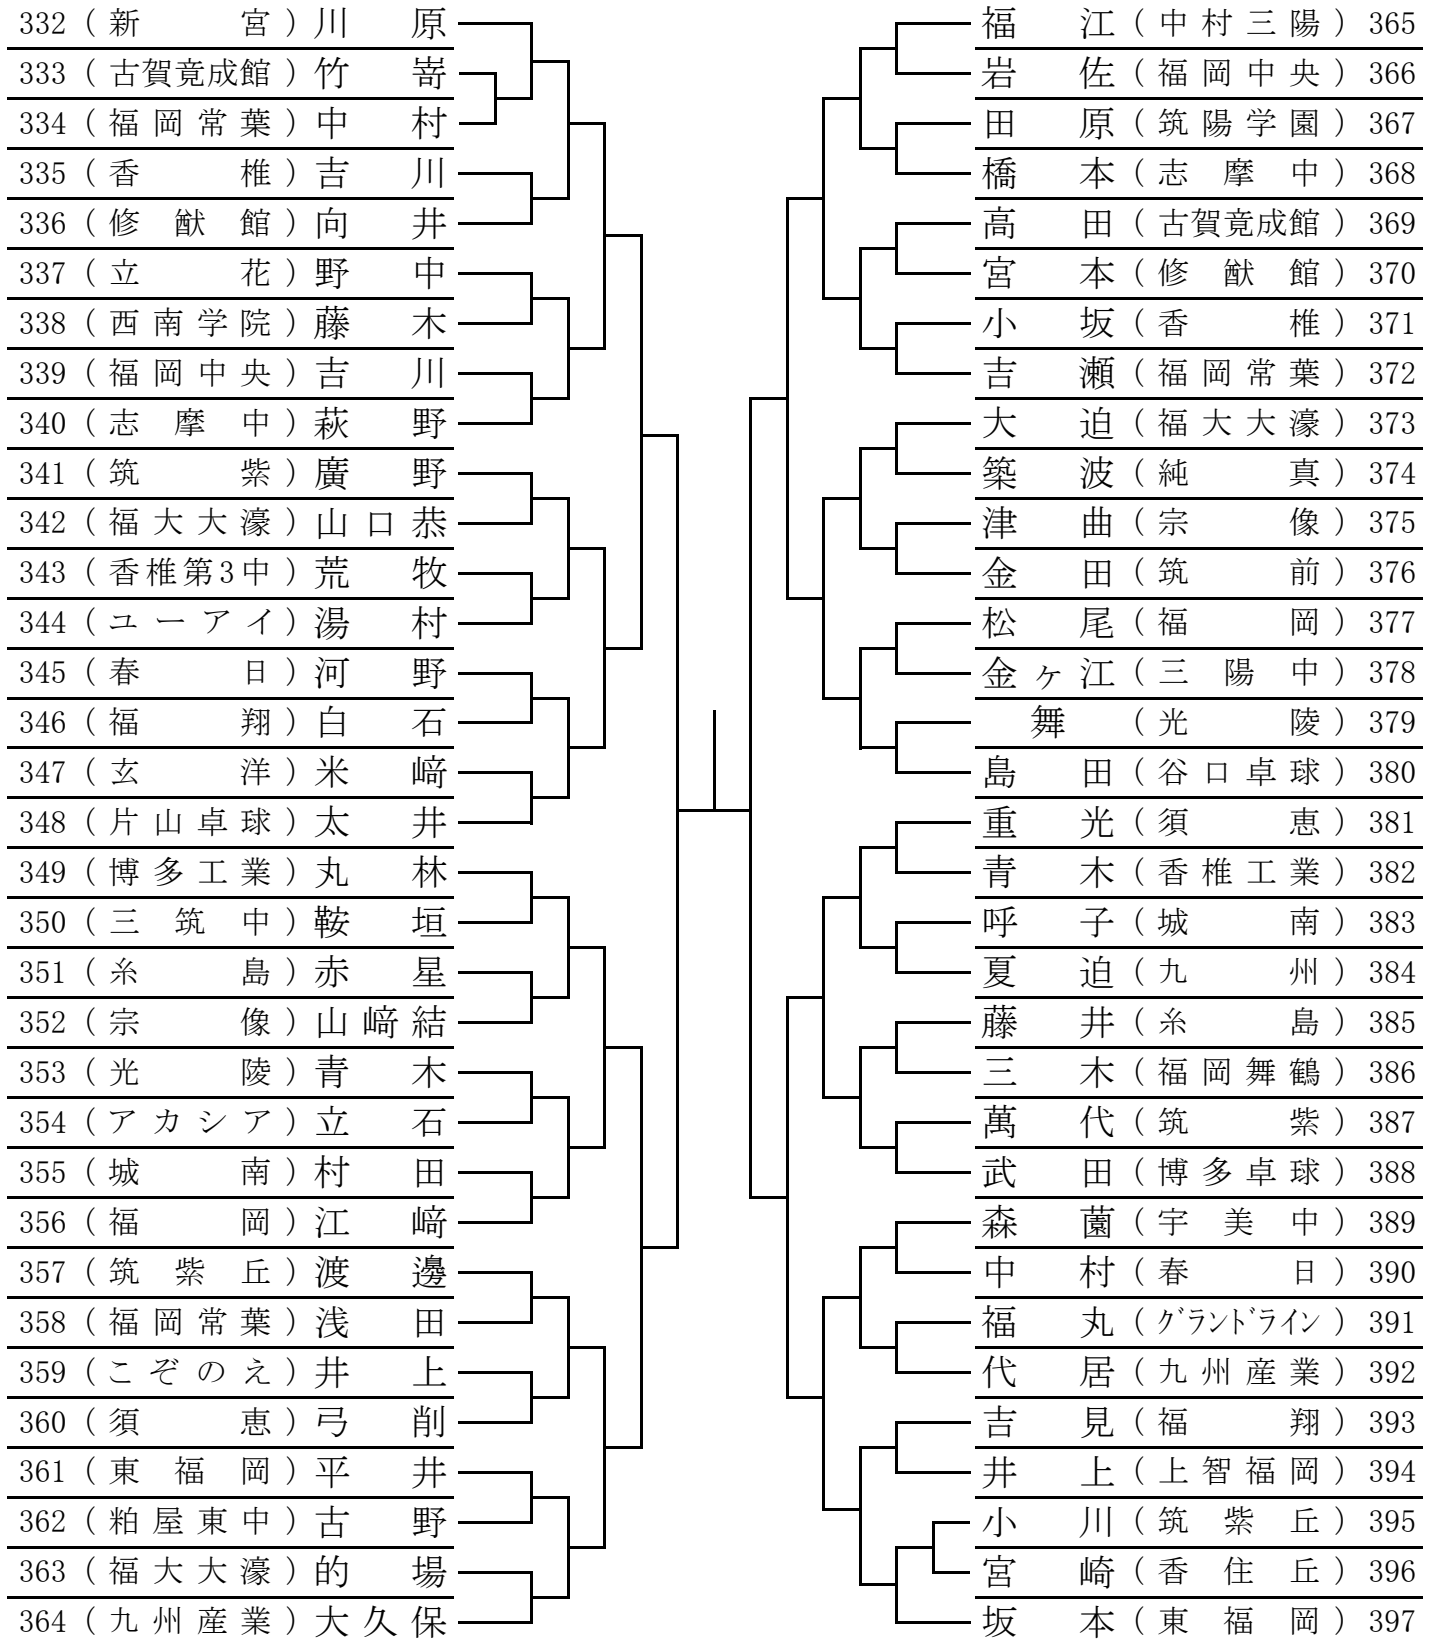 332 (新宮) 川原
333 (古賀竟成館) 竹嵜
334 (福岡常葉) 中村
335 (香椎) 吉川
336 (修猷館) 向井
337 (立花) 野中
338 (西南学院) 藤木
339 (福岡中央) 吉川
340 (志摩中) 萩野
341 (筑紫) 廣野
342 (福大大濠) 山口恭
343 (香椎第3中) 荒牧
344 (ユーアイ) 湯村
345 (春日) 河野
346 (福翔) 白石
347 (玄洋) 米﨑
348 (片山卓球) 太井
349 (博多工業) 丸林
350 (三筑中) 鞍垣
351 (糸島) 赤星
352 (宗像) 山﨑結
353 (光陵) 青木
354 (アカシア) 立石
355 (城南) 村田
356 (福岡) 江﨑
357 (筑紫丘) 渡邊
358 (福岡常葉) 浅田
359 (こぞのえ) 井上
360 (須恵) 弓削
361 (東福岡) 平井
362 (粕屋東中) 古野
363 (福大大濠) 的場
364 (九州産業) 大久保
福江 (中村三陽) 365
岩佐 (福岡中央) 366
田原 (筑陽学園) 367
橋本 (志摩中) 368
高田 (古賀竟成館) 369
宮本 (修猷館) 370
小坂 (香椎) 371
吉瀬 (福岡常葉) 372
大迫 (福大大濠) 373
築波 (純真) 374
津曲 (宗像) 375
金田 (筑前) 376
松尾 (福岡) 377
金ヶ江 (三陽中) 378
舞 (光陵) 379
島田 (谷口卓球) 380
重光 (須恵) 381
青木 (香椎工業) 382
呼子 (城南) 383
夏迫 (九州) 384
藤井 (糸島) 385
三木 (福岡舞鶴) 386
萬代 (筑紫) 387
武田 (博多卓球) 388
森薗 (宇美中) 389
中村 (春日) 390
福丸 (グランドライン) 391
代居 (九州産業) 392
吉見 (福翔) 393
井上 (上智福岡) 394
小川 (筑紫丘) 395
宮崎 (香住丘) 396
坂本 (東福岡) 397